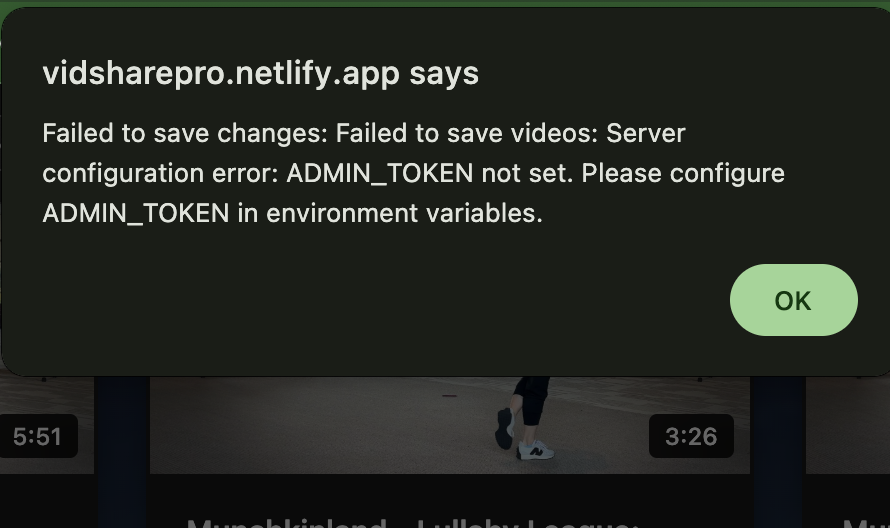 vidsharepro.netlify.app says
Failed to save changes: Failed to save videos: Server
configuration error: ADMIN_TOKEN not set. Please configure
ADMIN_TOKEN in environment variables.
OK
5:51
3:26